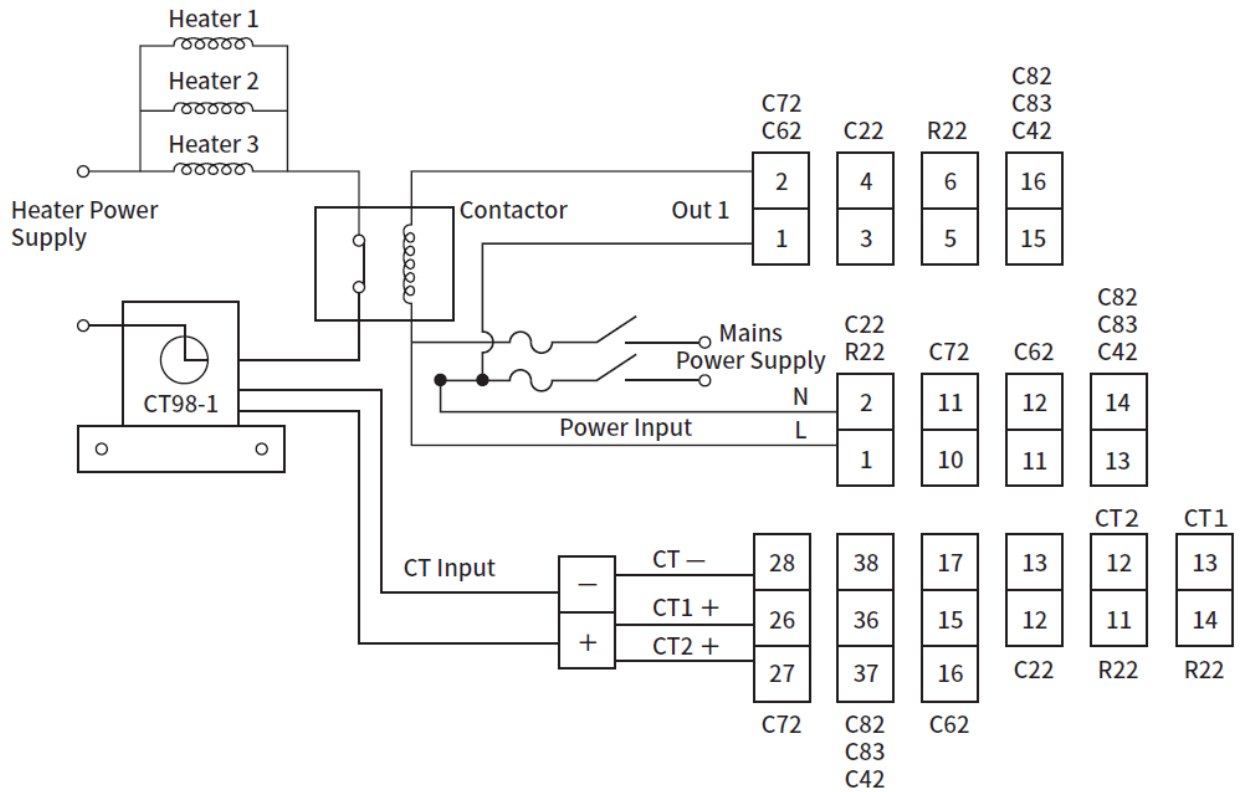 Heater 1
Heater 2
Heater 3
Heater Power
Supply
Contactor
Out 1
C72
C62
C22
R22
C82
C83
C42
2
4
6
16
1
3
5
15
Mains
Power Supply
CT98-1
C22
R22
C72
C62
C82
C83
C42
N
L
Power Input
2
11
12
14
1
10
11
13
CT2
CT1
CT Input
−
+
CT −
CT1 +
CT2 +
28
38
17
13
12
13
26
36
15
12
11
14
27
37
16
C22
R22
R22
C72
C82
C83
C42
C62